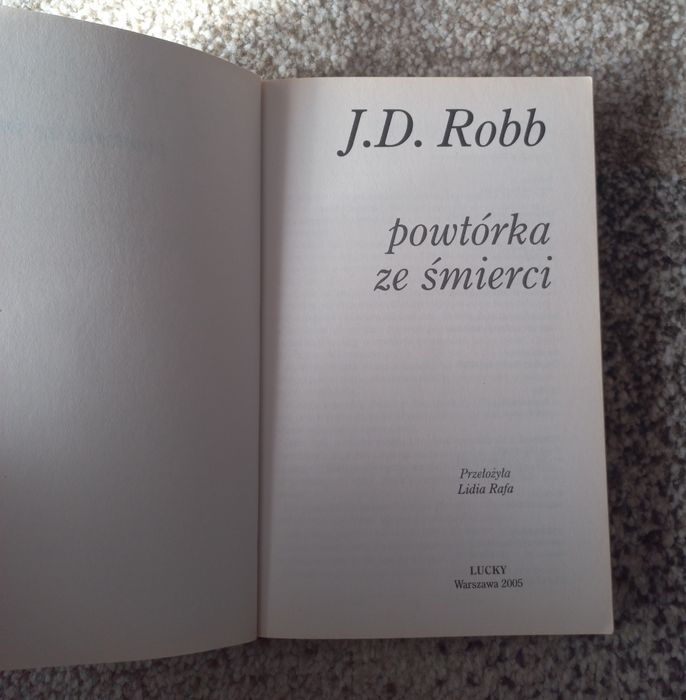 J.D. Robb
powtórka
ze śmierci
Przełożyła
Lidia Rafa
LUCKY
Warszawa 2005